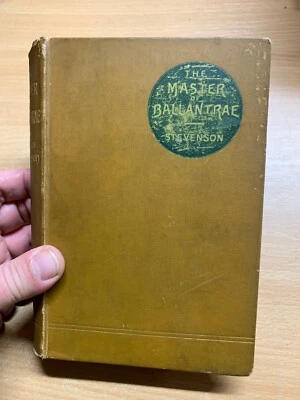 THE
MASTER
OF
BALLANTRAE
STEVENSON